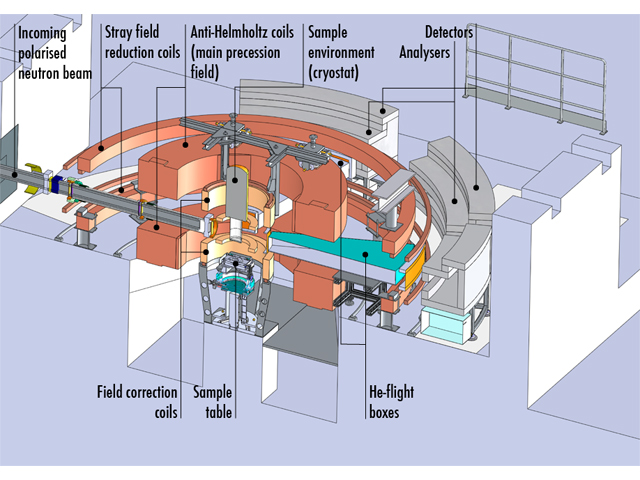 Incoming
polarised
neutron beam
Stray field
reduction coils
Anti-Helmholtz coils
(main precession
field)
Sample
environment
(cryostat)
Detectors
Analysers
Field correction
coils
Sample
table
He-flight
boxes